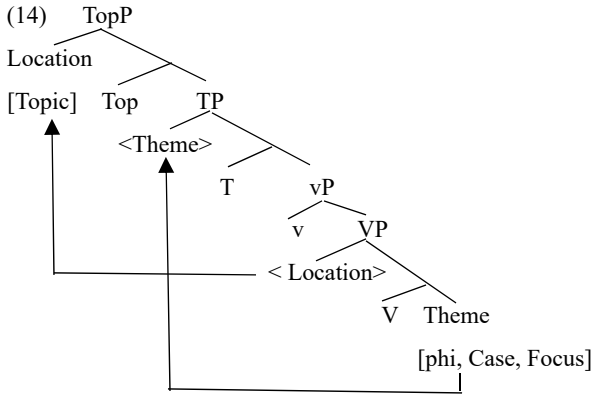 (14) TopP
Location
[Topic] Top TP
<Theme>
T vP
v VP
< Location>
V Theme
[phi, Case, Focus]